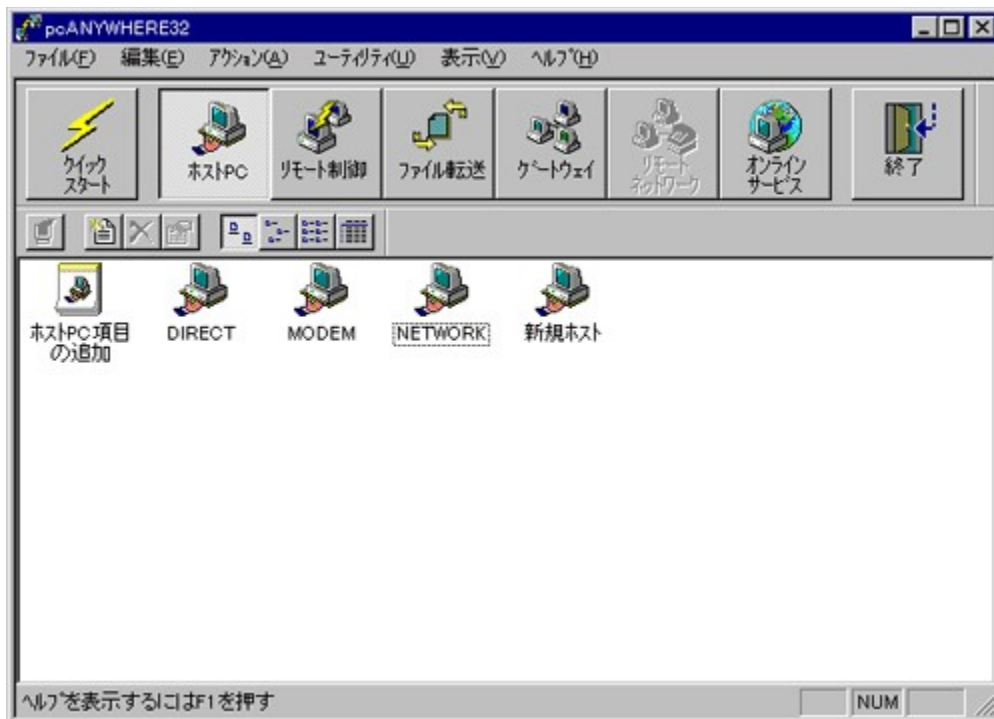 pcANYWHERE32
ファイル(F) 編集(E) アクション(A) ユーティリティ(U) 表示(V) ヘルプ(H)
クイック
スタート
ホストPC
リモート制御
ファイル転送
ゲートウェイ
リモート
ネットワーク
オンライン
サービス
終了
ホストPC項目
の追加
DIRECT
MODEM
NETWORK
新規ホスト
ヘルプを表示するにはF1を押す
NUM